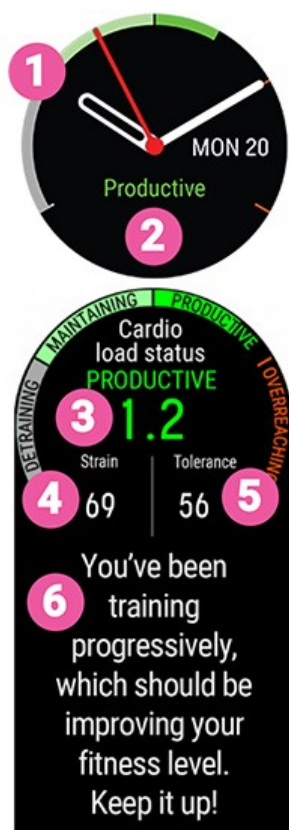 1
MON 20
Productive
2
DETRAINING
MAINTAINING
PRODUCTIVE
OVERREACHING
Cardio
load status
PRODUCTIVE
3
1.2
Strain
Tolerance
4
69
56
5
6
You've been
training
progressively,
which should be
improving your
fitness level.
Keep it up!